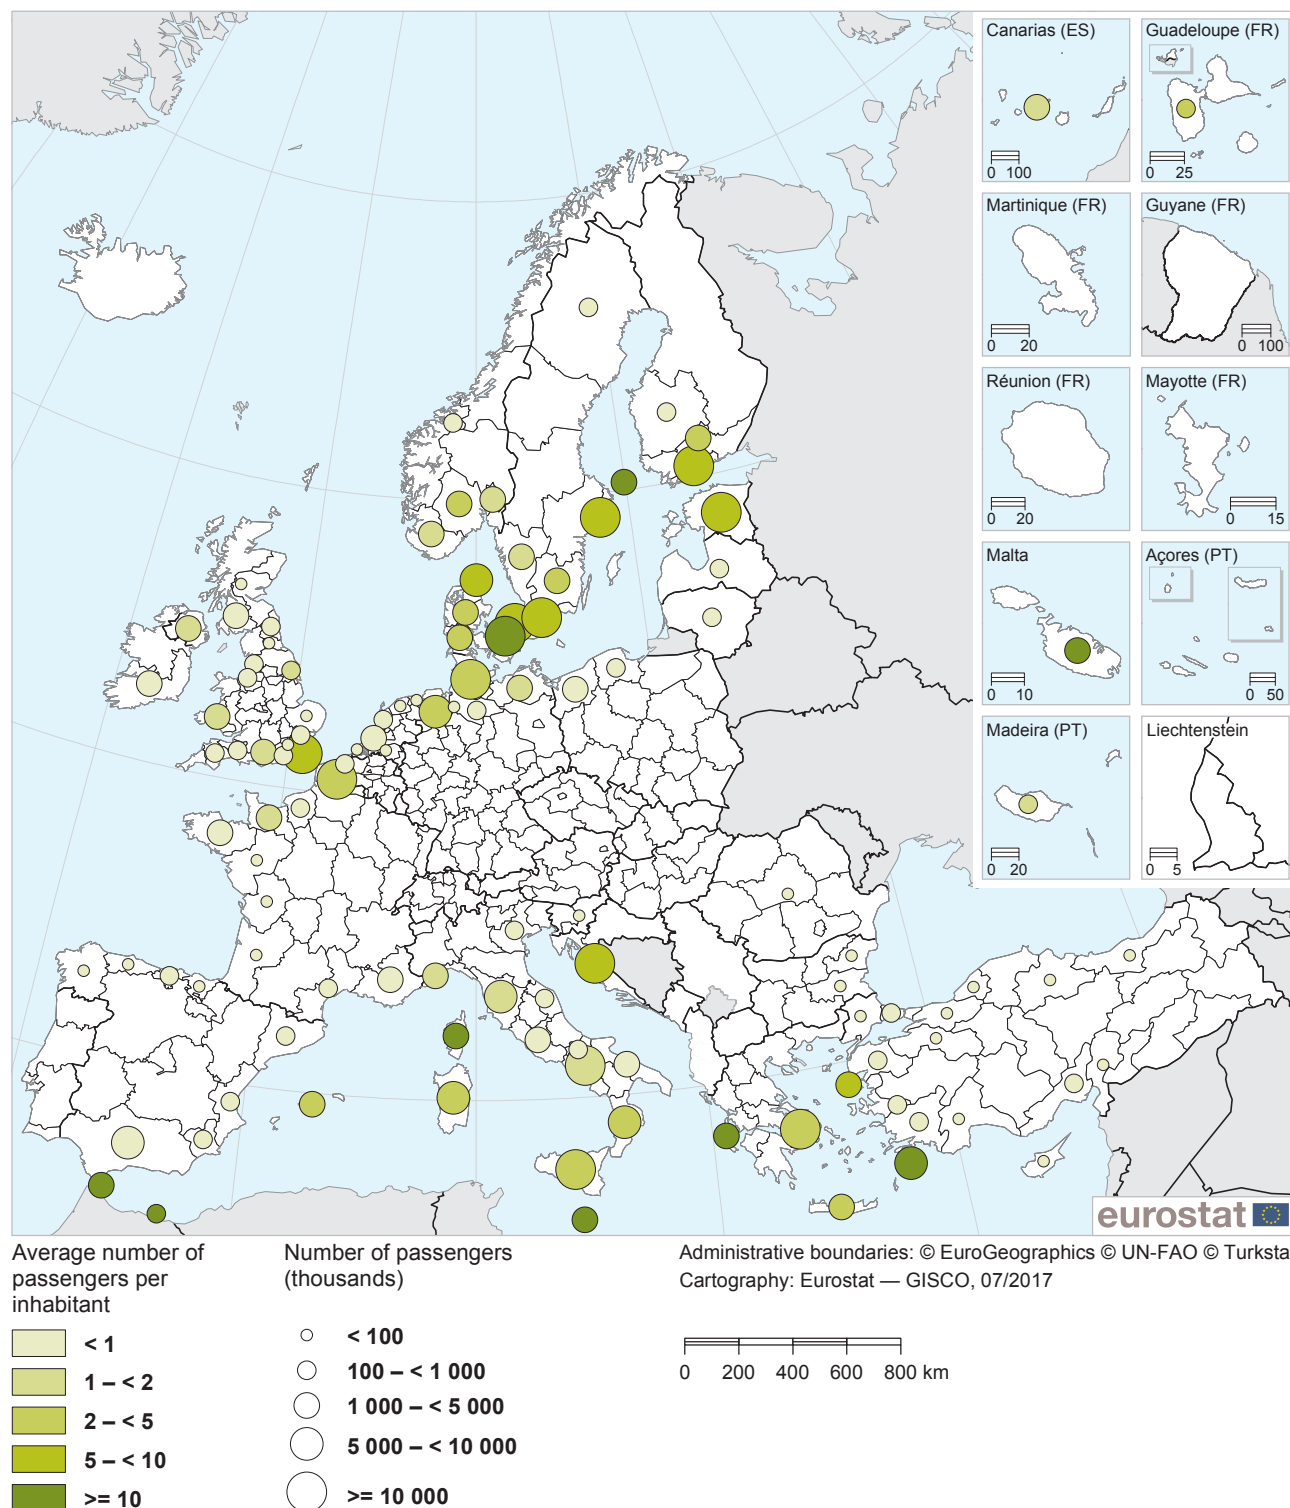 Canarias (ES)
0 100
Guadeloupe (FR)
0 25
Martinique (FR)
0 20
Guyane (FR)
0 100
Réunion (FR)
0 20
Mayotte (FR)
0 15
Malta
0 10
Açores (PT)
0 50
Madeira (PT)
0 20
Liechtenstein
0 5
eurostat
Average number of
passengers per
inhabitant
< 1
1 – < 2
2 – < 5
5 – < 10
>= 10
Number of passengers
(thousands)
< 100
100 – < 1 000
1 000 – < 5 000
5 000 – < 10 000
>= 10 000
Administrative boundaries: © EuroGeographics © UN-FAO © Turksta
Cartography: Eurostat — GISCO, 07/2017
0 200 400 600 800 km